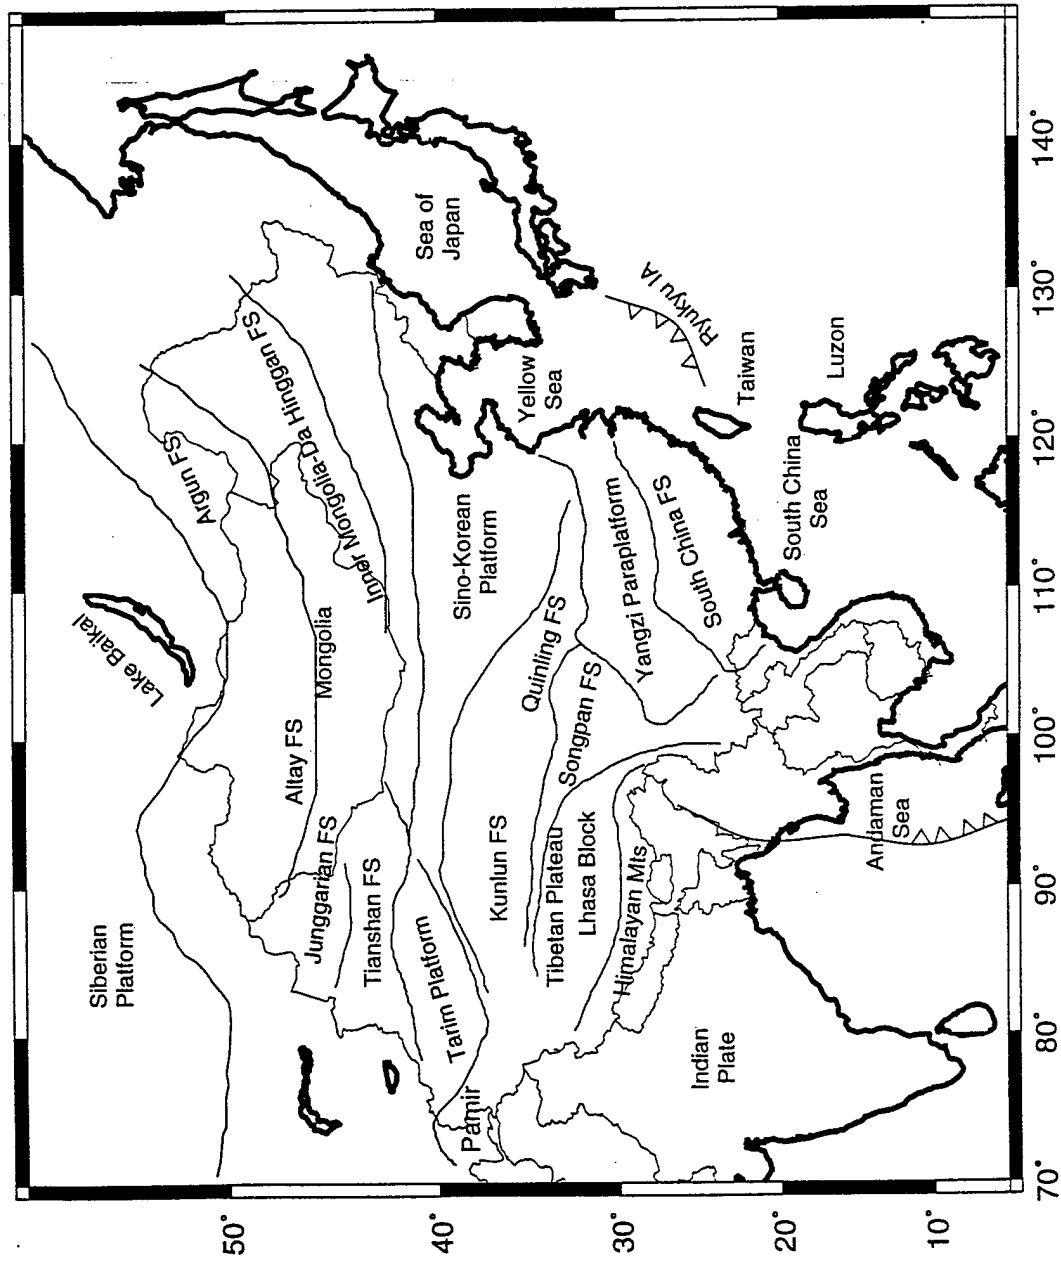 Siberian
Platform
Lake Baikal
Argun FS
Altay FS
Mongolia
Inner Mongolia-Da Hinggan FS
Junggarian FS
Tianshan FS
Tarim Platform
Pamir
Sino-Korean
Platform
Sea of
Japan
Yellow
Sea
Kunlun FS
Quinling FS
Songpan FS
Tibetan Plateau
Lhasa Block
Himalayan Mts.
Yangzi Paraplatform
South China FS
Ryukyu IA
Taiwan
Luzon
South China
Sea
Indian
Plate
Andaman
Sea
50°
40°
30°
20°
10°
70°
80°
90°
100°
110°
120°
130°
140°